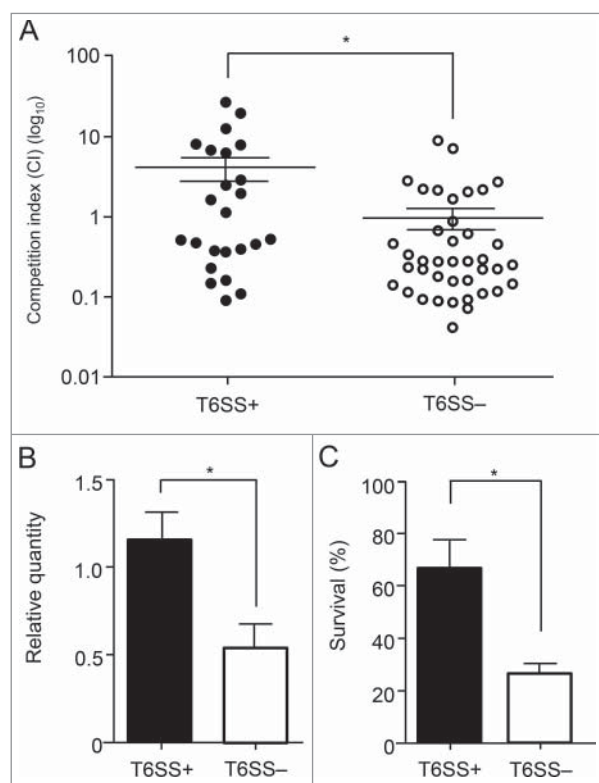 A
*
Competition index (CI) (log₁₀)
100
10
1
0.1
0.01
T6SS+
T6SS–
B
*
Relative quantity
1.5
1.0
0.5
0
T6SS+
T6SS–
C
*
Survival (%)
100
80
60
40
20
0
T6SS+
T6SS–